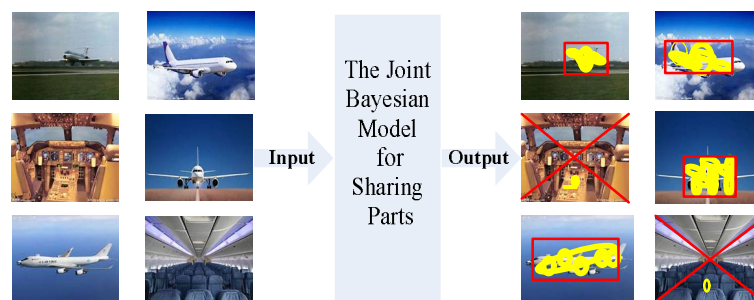 Input
The Joint
Bayesian
Model
for
Sharing
Parts
Output